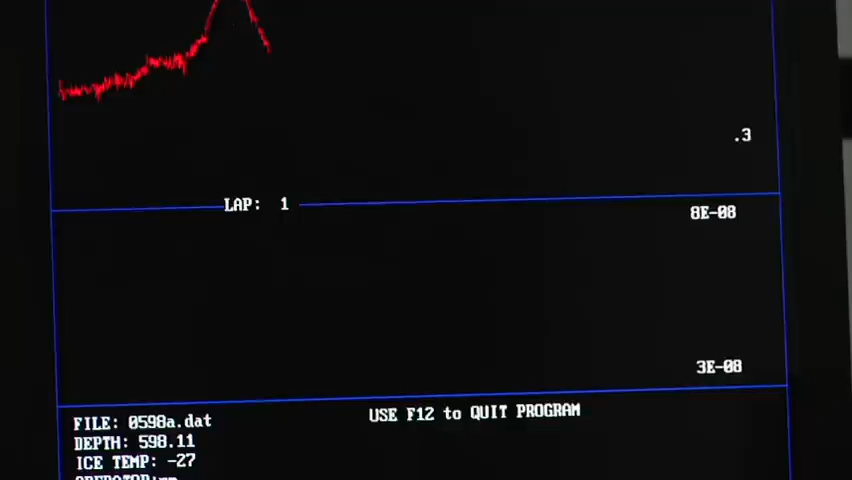 .3
LAP: 1
8E-08
3E-08
FILE: 0598a.dat
USE F12 to QUIT PROGRAM
DEPTH: 598.11
ICE TEMP: -27